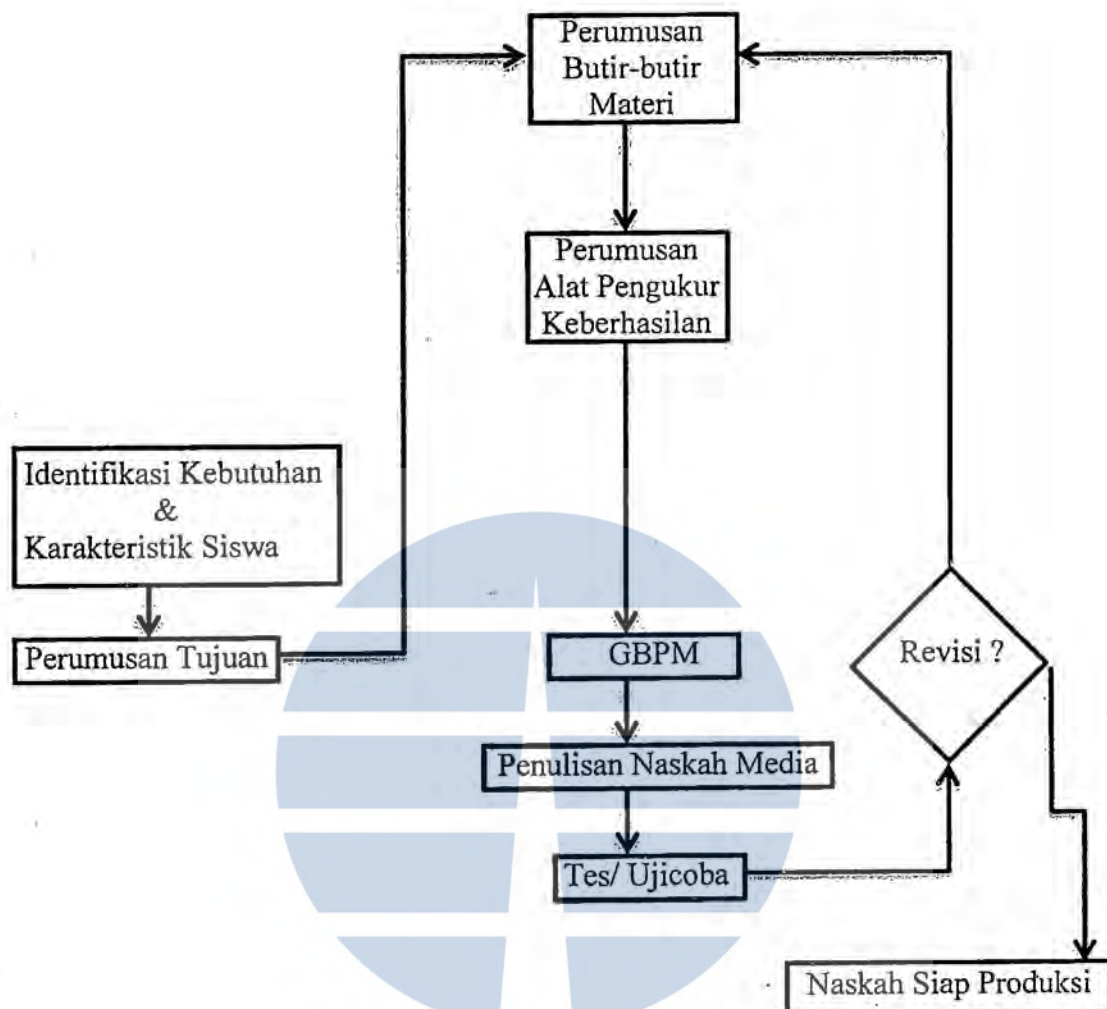 Perumusan
Butir-butir
Materi
Perumusan
Alat Pengukur
Keberhasilan
Identifikasi Kebutuhan
&
Karakteristik Siswa
Perumusan Tujuan
GBPM
Revisi ?
Penulisan Naskah Media
Tes/ Ujicoba
Naskah Siap Produksi